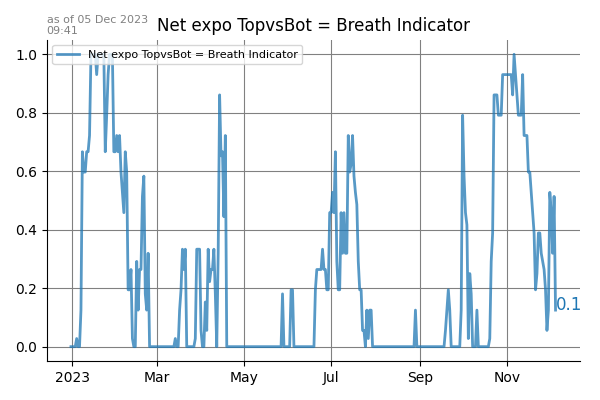 as of 05 Dec 2023
09:41
Net expo TopvsBot = Breath Indicator
Net expo TopvsBot = Breath Indicator
1.0
0.8
0.6
0.4
0.2
0.0
0.1
2023 Mar May Jul Sep Nov